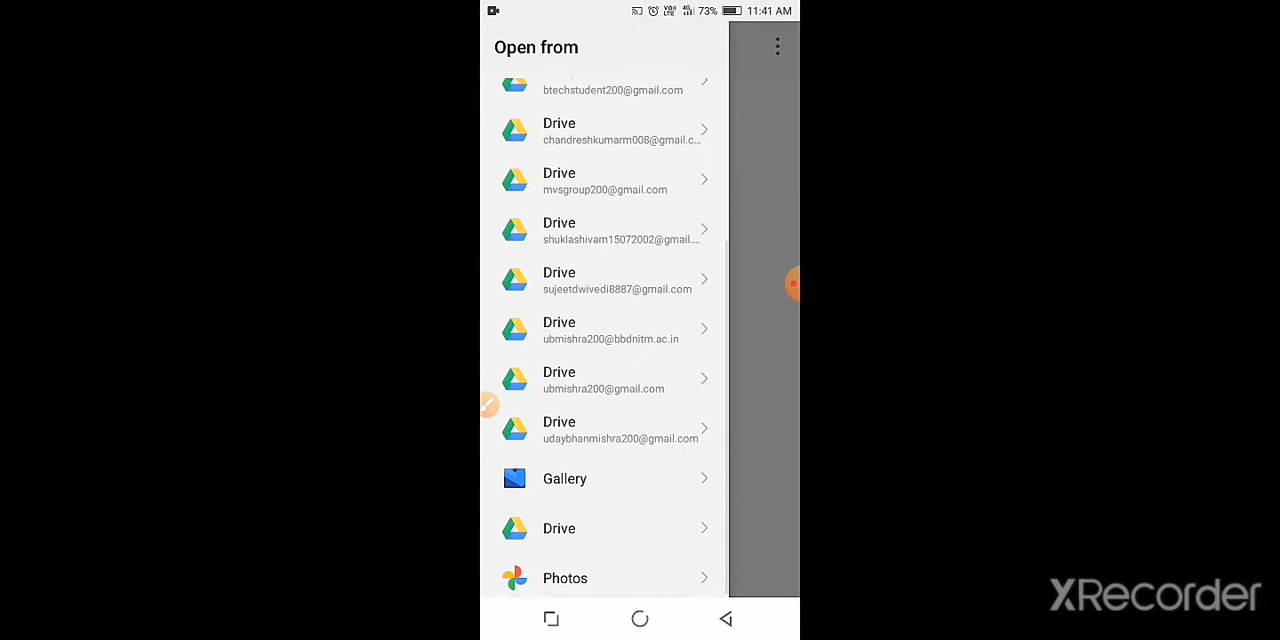 73% 11:41 AM
Open from
btechstudent200@gmail.com
Drive
chandreshkumarm008@gmail.c...
Drive
mvsgroup200@gmail.com
Drive
shuklashivam15072002@gmail....
Drive
sujeetdwivedi8887@gmail.com
Drive
ubmishra200@bbdnitm.ac.in
Drive
ubmishra200@gmail.com
Drive
udaybhanmishra200@gmail.com
Gallery
Drive
Photos
XRecorder